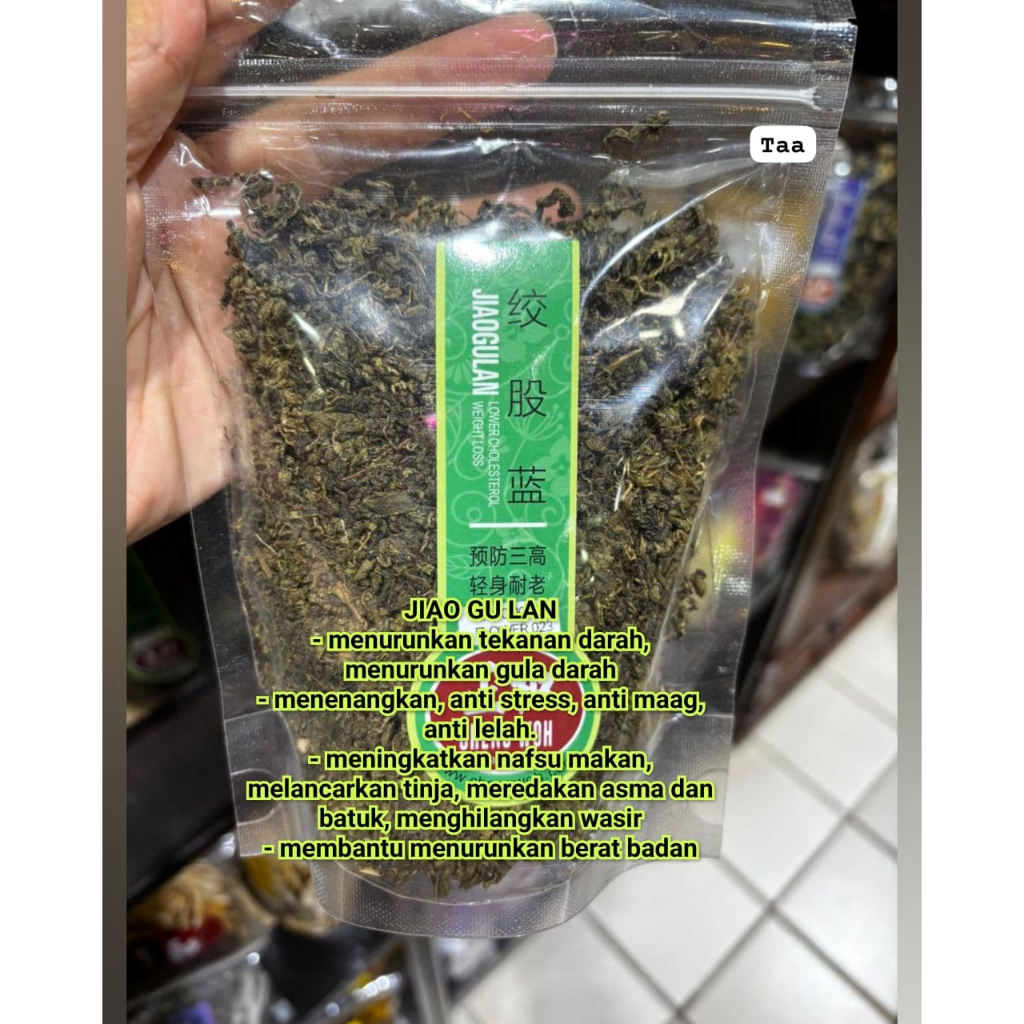 Taa
绞股蓝
JIAOGULAN
LOWER CHOLESTEROL
WEIGHT LOSS
预防三高
轻身耐老
JIAO GU LAN
- menurunkan tekanan darah,
menurunkan gula darah
- menenangkan, anti stress, anti maag,
anti lelah.
- meningkatkan nafsu makan,
melancarkan tinja, meredakan asma dan
batuk, menghilangkan wasir
- membantu menurunkan berat badan